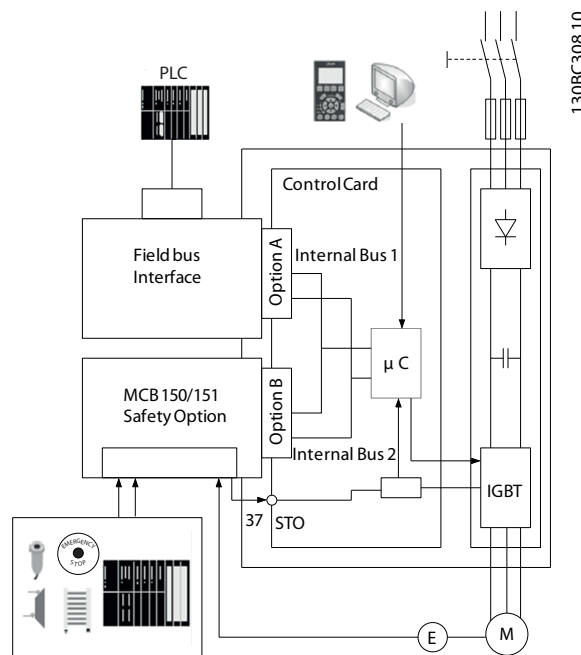 130BC308.10
PLC
Control Card
Field bus
Interface
Option A
Internal Bus 1
µ C
MCB 150/151
Safety Option
Option B
Internal Bus 2
IGBT
37
STO
EMERGENCY
STOP
E
M